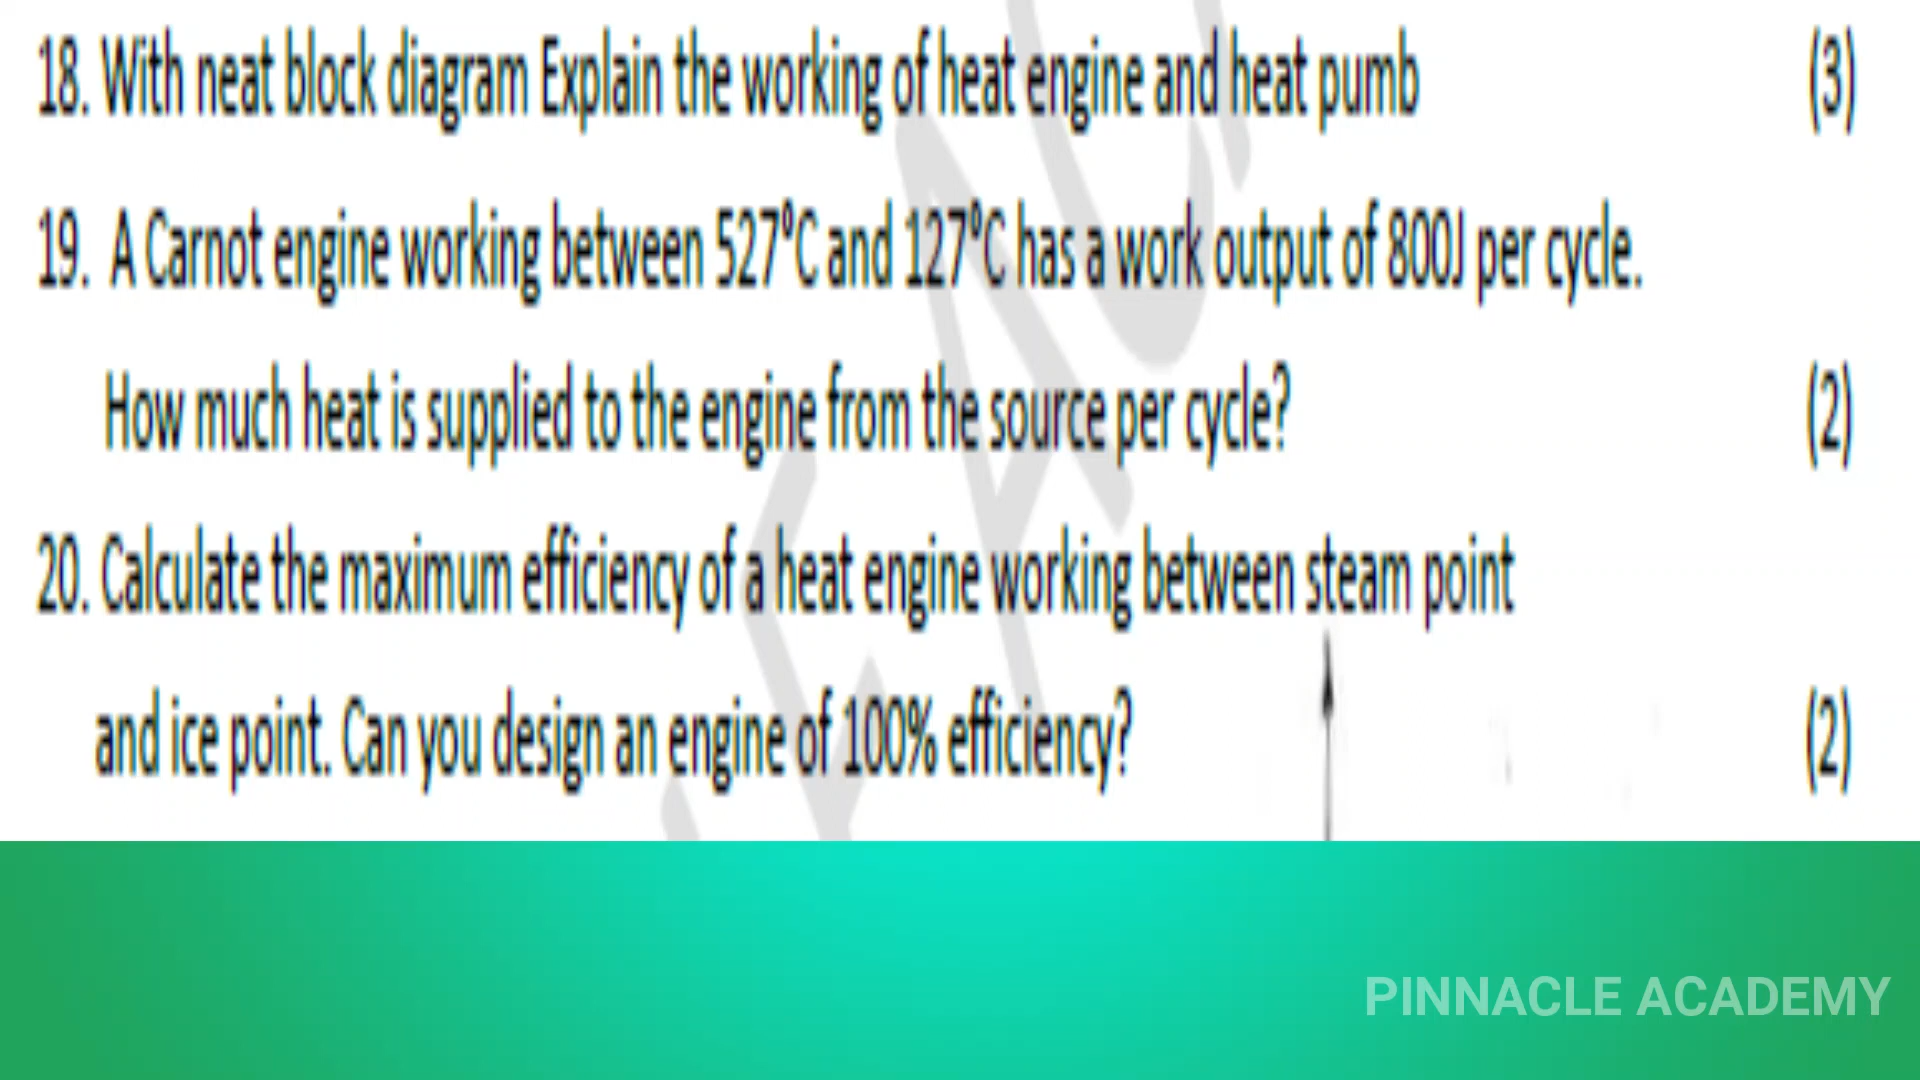 18. With neat block diagram Explain the working of heat engine and heat pumb (3)
19. A Carnot engine working between 527⁰C and 127⁰C has a work output of 800J per cycle.
How much heat is supplied to the engine from the source per cycle? (2)
20. Calculate the maximum efficiency of a heat engine working between steam point
and ice point. Can you design an engine of 100% efficiency? (2)
PINNACLE ACADEMY